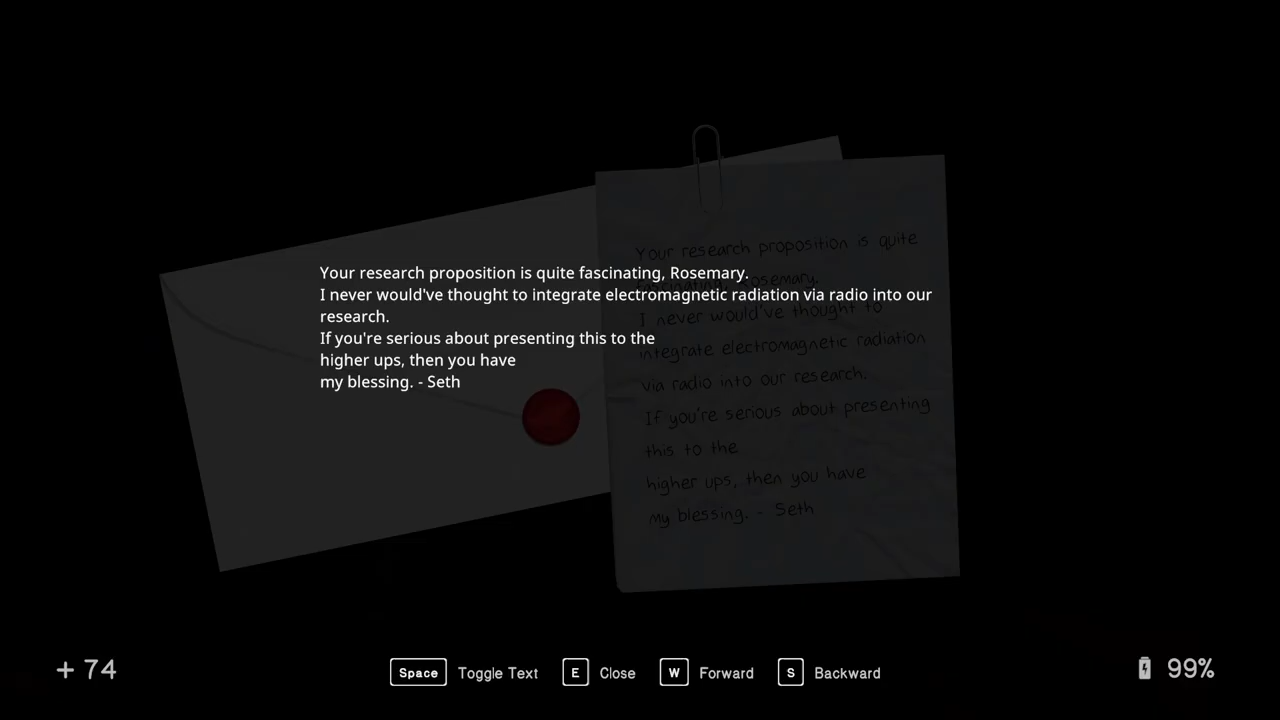 Your research proposition is quite fascinating, Rosemary.
I never would've thought to integrate electromagnetic radiation via radio into our
research.
If you're serious about presenting this to the
higher ups, then you have
my blessing. - Seth
Your research proposition is quite
fascinating, Rosemary.
I never would've thought to
integrate electromagnetic radiation
via radio into our research.
If you're serious about presenting
this to the
higher ups, then you have
my blessing. - Seth
+ 74
Space Toggle Text E Close W Forward S Backward
99%